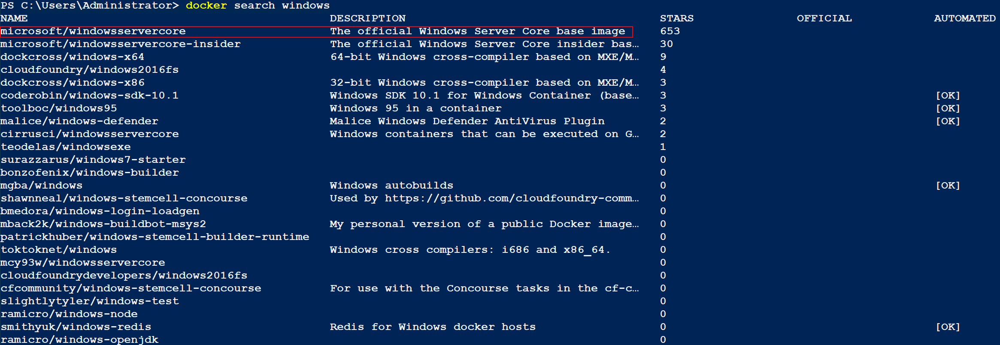 PS C:\Users\Administrator> docker search windows
NAME DESCRIPTION STARS OFFICIAL AUTOMATED
microsoft/windowsservercore The official Windows Server Core base image 653
microsoft/windowsservercore-insider The official Windows Server Core insider bas… 30
dockcross/windows-x64 64-bit Windows cross-compiler based on MXE/M… 9
cloudfoundry/windows2016fs 4
dockcross/windows-x86 32-bit Windows cross-compiler based on MXE/M… 3
coderobin/windows-sdk-10.1 Windows SDK 10.1 for Windows Container (base… 3 [OK]
toolboc/windows95 Windows 95 in a container 3 [OK]
malice/windows-defender Malice Windows Defender AntiVirus Plugin 2 [OK]
cirrusci/windowsservercore Windows containers that can be executed on G… 2
teodelas/windowsexe 1
surazzarus/windows7-starter 0
bonzofenix/windows-builder 0
mgba/windows Windows autobuilds 0 [OK]
shawnneal/windows-stemcell-concourse Used by https://github.com/cloudfoundry-comm… 0
bmedora/windows-login-loadgen 0
mback2k/windows-buildbot-msys2 My personal version of a public Docker image… 0
patrickhuber/windows-stemcell-builder-runtime 0
toktoknet/windows Windows cross compilers: i686 and x86_64. 0
mcy93w/windowsservercore 0
cloudfoundrydevelopers/windows2016fs 0
cfcommunity/windows-stemcell-concourse For use with the Concourse tasks in the cf-c… 0
slightlytyler/windows-test 0
ramicro/windows-node 0
smithyuk/windows-redis Redis for Windows docker hosts 0 [OK]
ramicro/windows-openjdk 0